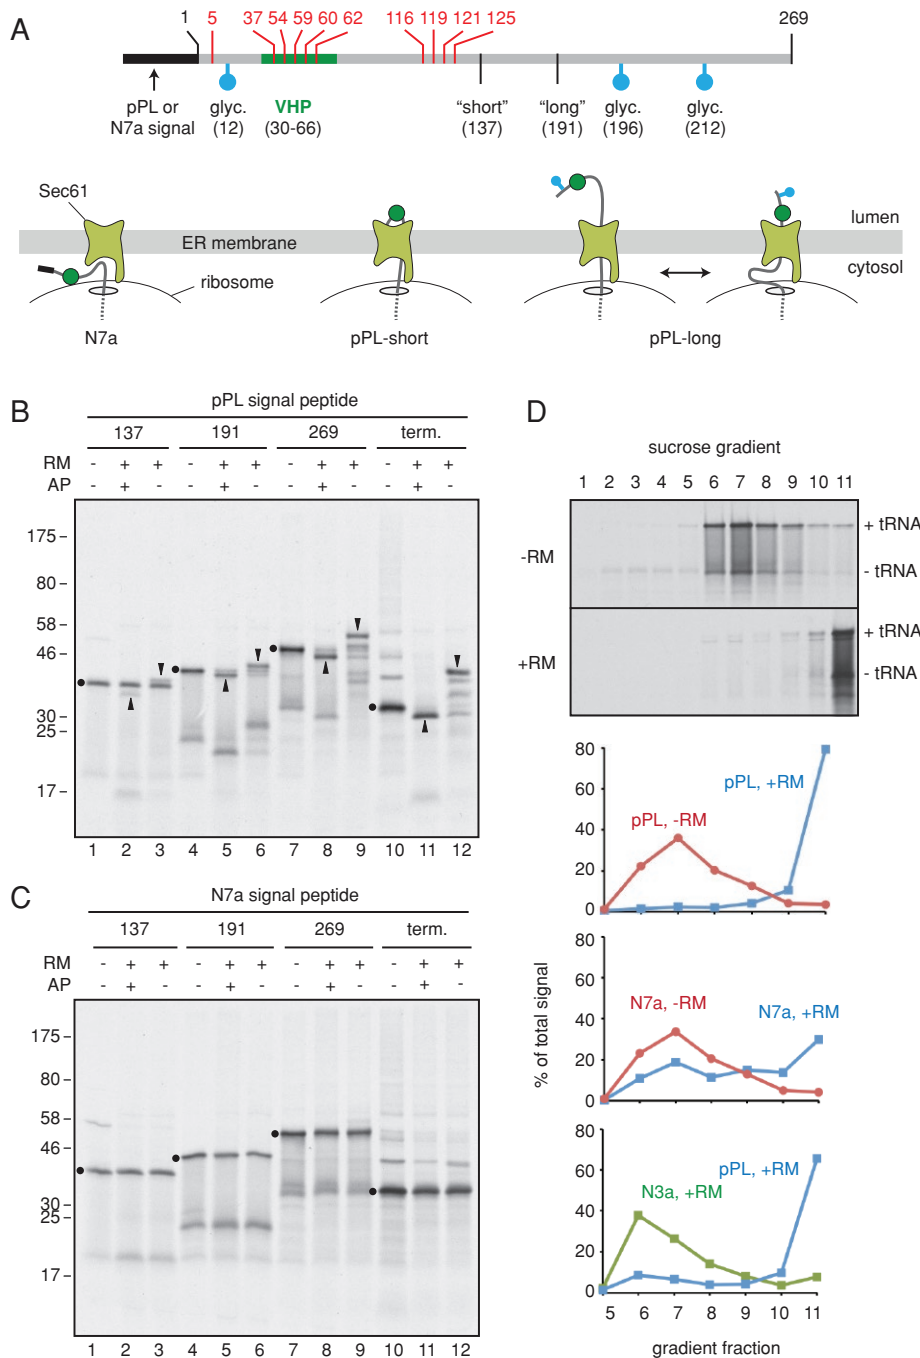 A
1 5 37 54 59 60 62 116 119 121 125 269
pPL or
N7a signal
glyc.
(12)
VHP
(30-66)
“short”
(137)
“long”
(191)
glyc.
(196)
glyc.
(212)
Sec61
ER membrane
lumen
cytosol
ribosome
N7a
pPL-short
pPL-long
B
pPL signal peptide
137 191 269 term.
RM - + + - + + - + + - + +
AP - + - - + - - + - - + -
175
80
58
46
30
25
17
1 2 3 4 5 6 7 8 9 10 11 12
C
N7a signal peptide
137 191 269 term.
RM - + + - + + - + + - + +
AP - + - - + - - + - - + -
175
80
58
46
30
25
17
1 2 3 4 5 6 7 8 9 10 11 12
D
sucrose gradient
1 2 3 4 5 6 7 8 9 10 11
-RM
+ tRNA
- tRNA
+RM
+ tRNA
- tRNA
% of total signal
80
60
40
20
0
pPL, +RM
pPL, -RM
80
60
40
20
0
N7a, -RM
N7a, +RM
80
60
40
20
0
pPL, +RM
N3a, +RM
5 6 7 8 9 10 11
gradient fraction